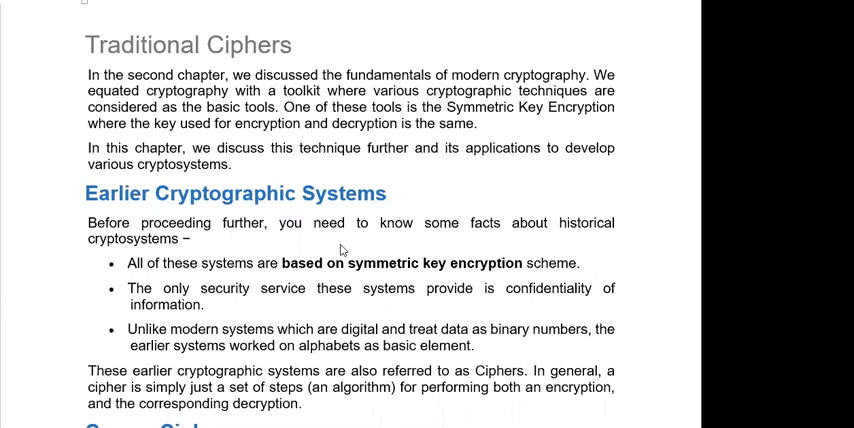 Traditional Ciphers
In the second chapter, we discussed the fundamentals of modern cryptography. We
equated cryptography with a toolkit where various cryptographic techniques are
considered as the basic tools. One of these tools is the Symmetric Key Encryption
where the key used for encryption and decryption is the same.
In this chapter, we discuss this technique further and its applications to develop
various cryptosystems.
Earlier Cryptographic Systems
Before proceeding further, you need to know some facts about historical
cryptosystems −
• All of these systems are based on symmetric key encryption scheme.
• The only security service these systems provide is confidentiality of
information.
• Unlike modern systems which are digital and treat data as binary numbers, the
earlier systems worked on alphabets as basic element.
These earlier cryptographic systems are also referred to as Ciphers. In general, a
cipher is simply just a set of steps (an algorithm) for performing both an encryption,
and the corresponding decryption.